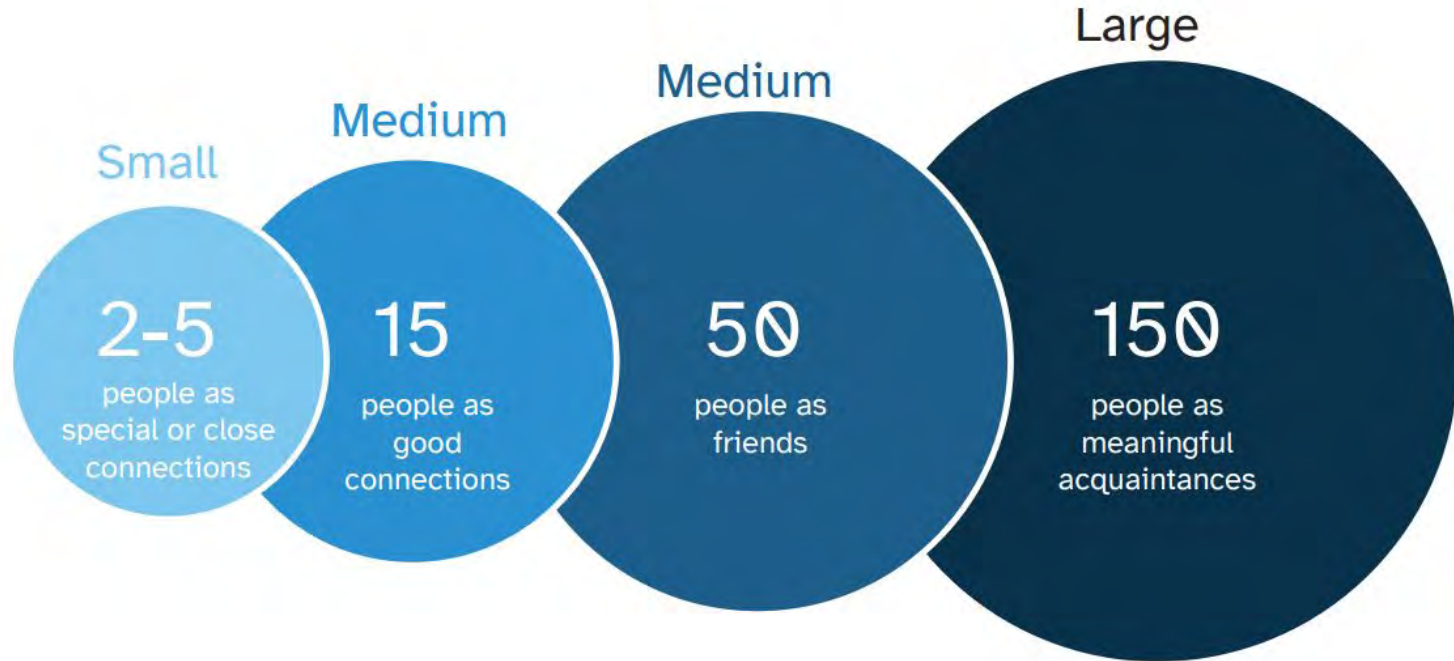 Small
2-5
people as
special or close
connections
Medium
15
people as
good
connections
Medium
50
people as
friends
Large
150
people as
meaningful
acquaintances